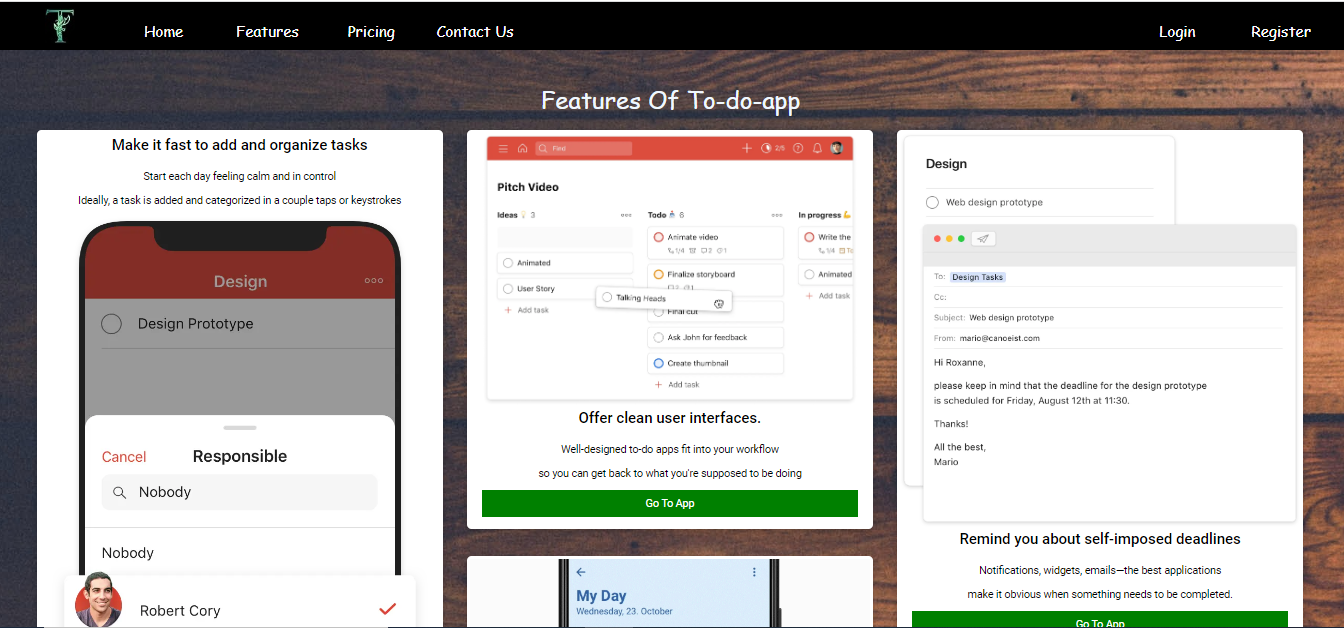 Home Features Pricing Contact Us Login Register
Features Of To-do-app
Make it fast to add and organize tasks
Start each day feeling calm and in control
Ideally, a task is added and categorized in a couple taps or keystrokes
Design
Design Prototype
Cancel Responsible
Nobody
Nobody
Robert Cory
Find
2/5
Pitch Video
Ideas 3
Animated
User Story
Add task
Talking Heads
Todo 6
Animate video
1/4 2 1
Finalize storyboard
2 1
Final cut
Ask John for feedback
Create thumbnail
Add task
In progress
Write the
1/4
Animated
Add task
Offer clean user interfaces.
Well-designed to-do apps fit into your workflow
so you can get back to what you're supposed to be doing
Go To App
My Day
Wednesday, 23. October
Design
Web design prototype
To: Design Tasks
Cc:
Subject: Web design prototype
From: mario@canoeist.com
Hi Roxanne,
please keep in mind that the deadline for the design prototype
is scheduled for Friday, August 12th at 11:30.
Thanks!
All the best,
Mario
Remind you about self-imposed deadlines
Notifications, widgets, emails—the best applications
make it obvious when something needs to be completed.
Go To App